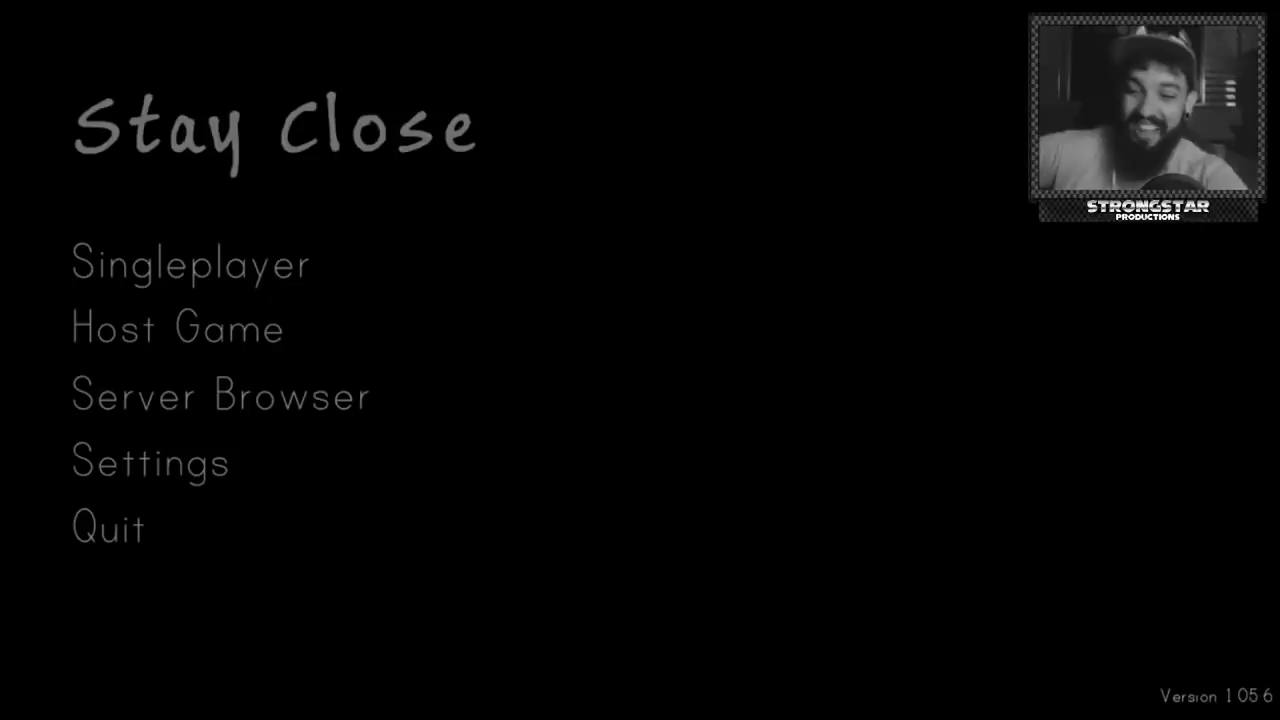 Stay Close
Singleplayer
Host Game
Server Browser
Settings
Quit
STRONGSTAR
PRODUCTIONS
Version 1.05.6